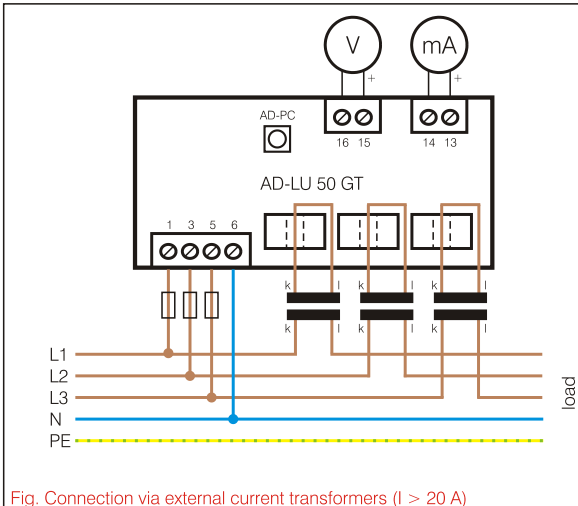 V mA
+ +
AD-PC
16 15 14 13
AD-LU 50 GT
1 3 5 6
k l k l k l
k l k l k l
L1
L2
L3
N
PE
load
Fig. Connection via external current transformers (I > 20 A)